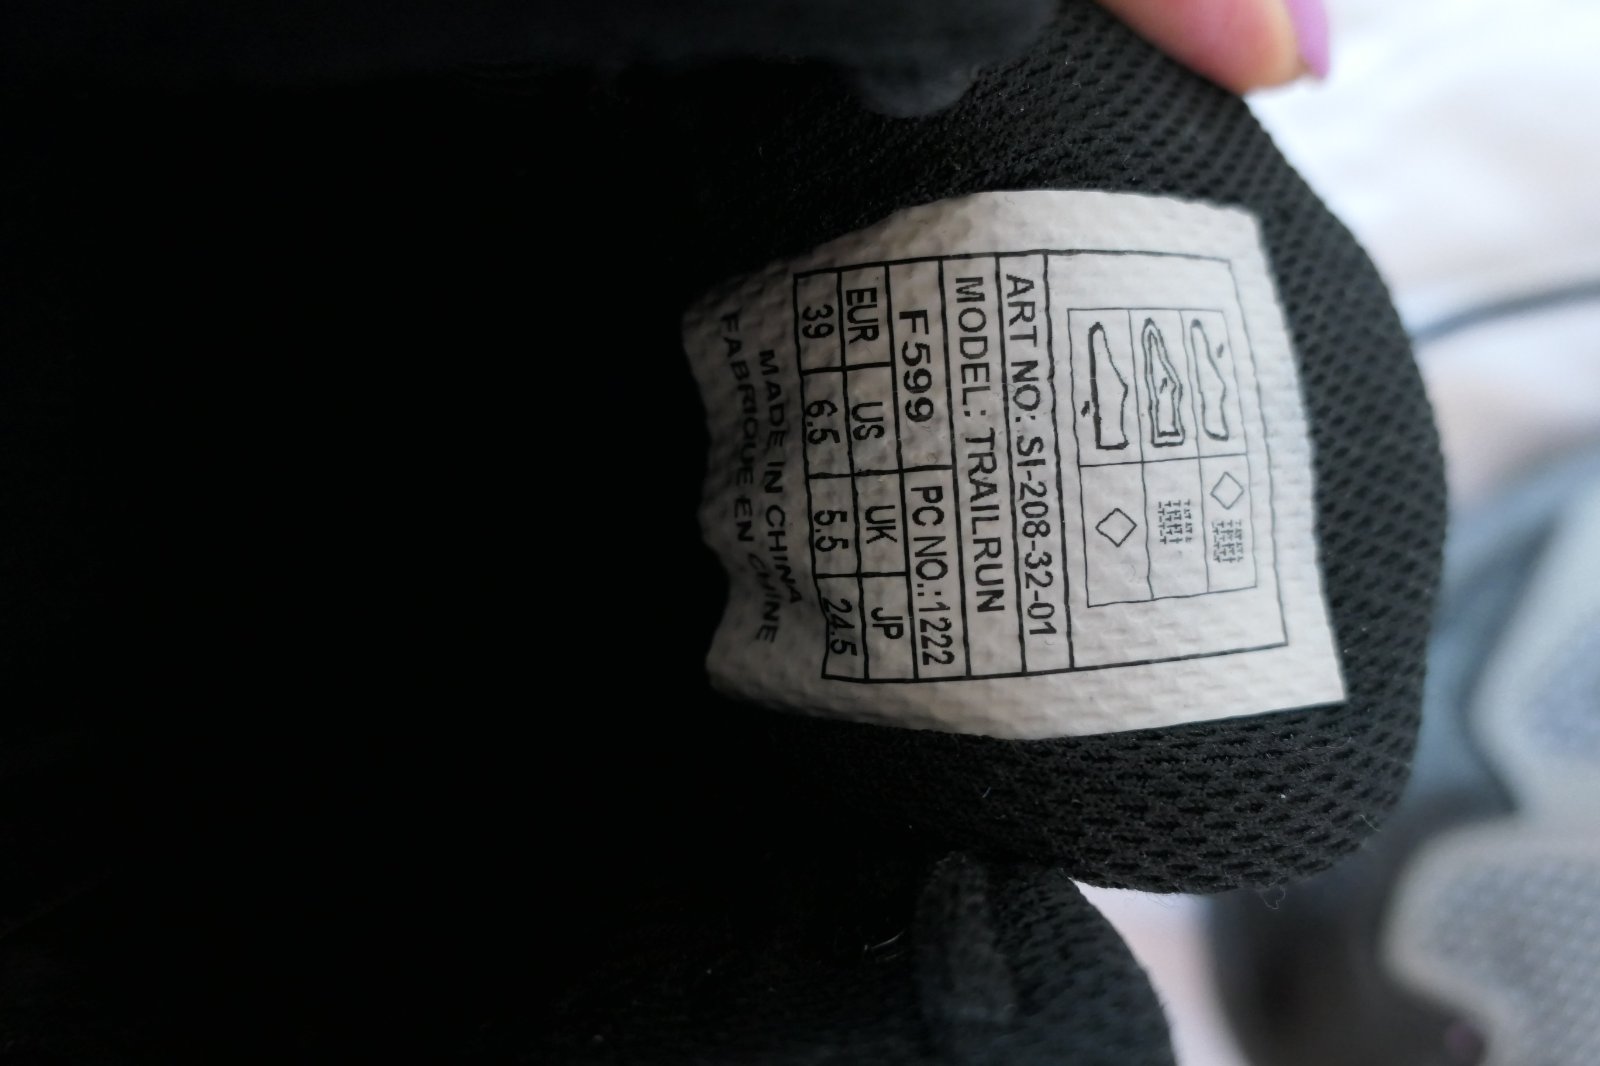 ART NO: SI-208-32-01
MODEL: TRAILRUN
F599 PC NO.:1222
EUR US UK JP
39 6.5 5.5 24.5
MADE IN CHINA
FABRIQUE EN CHINE